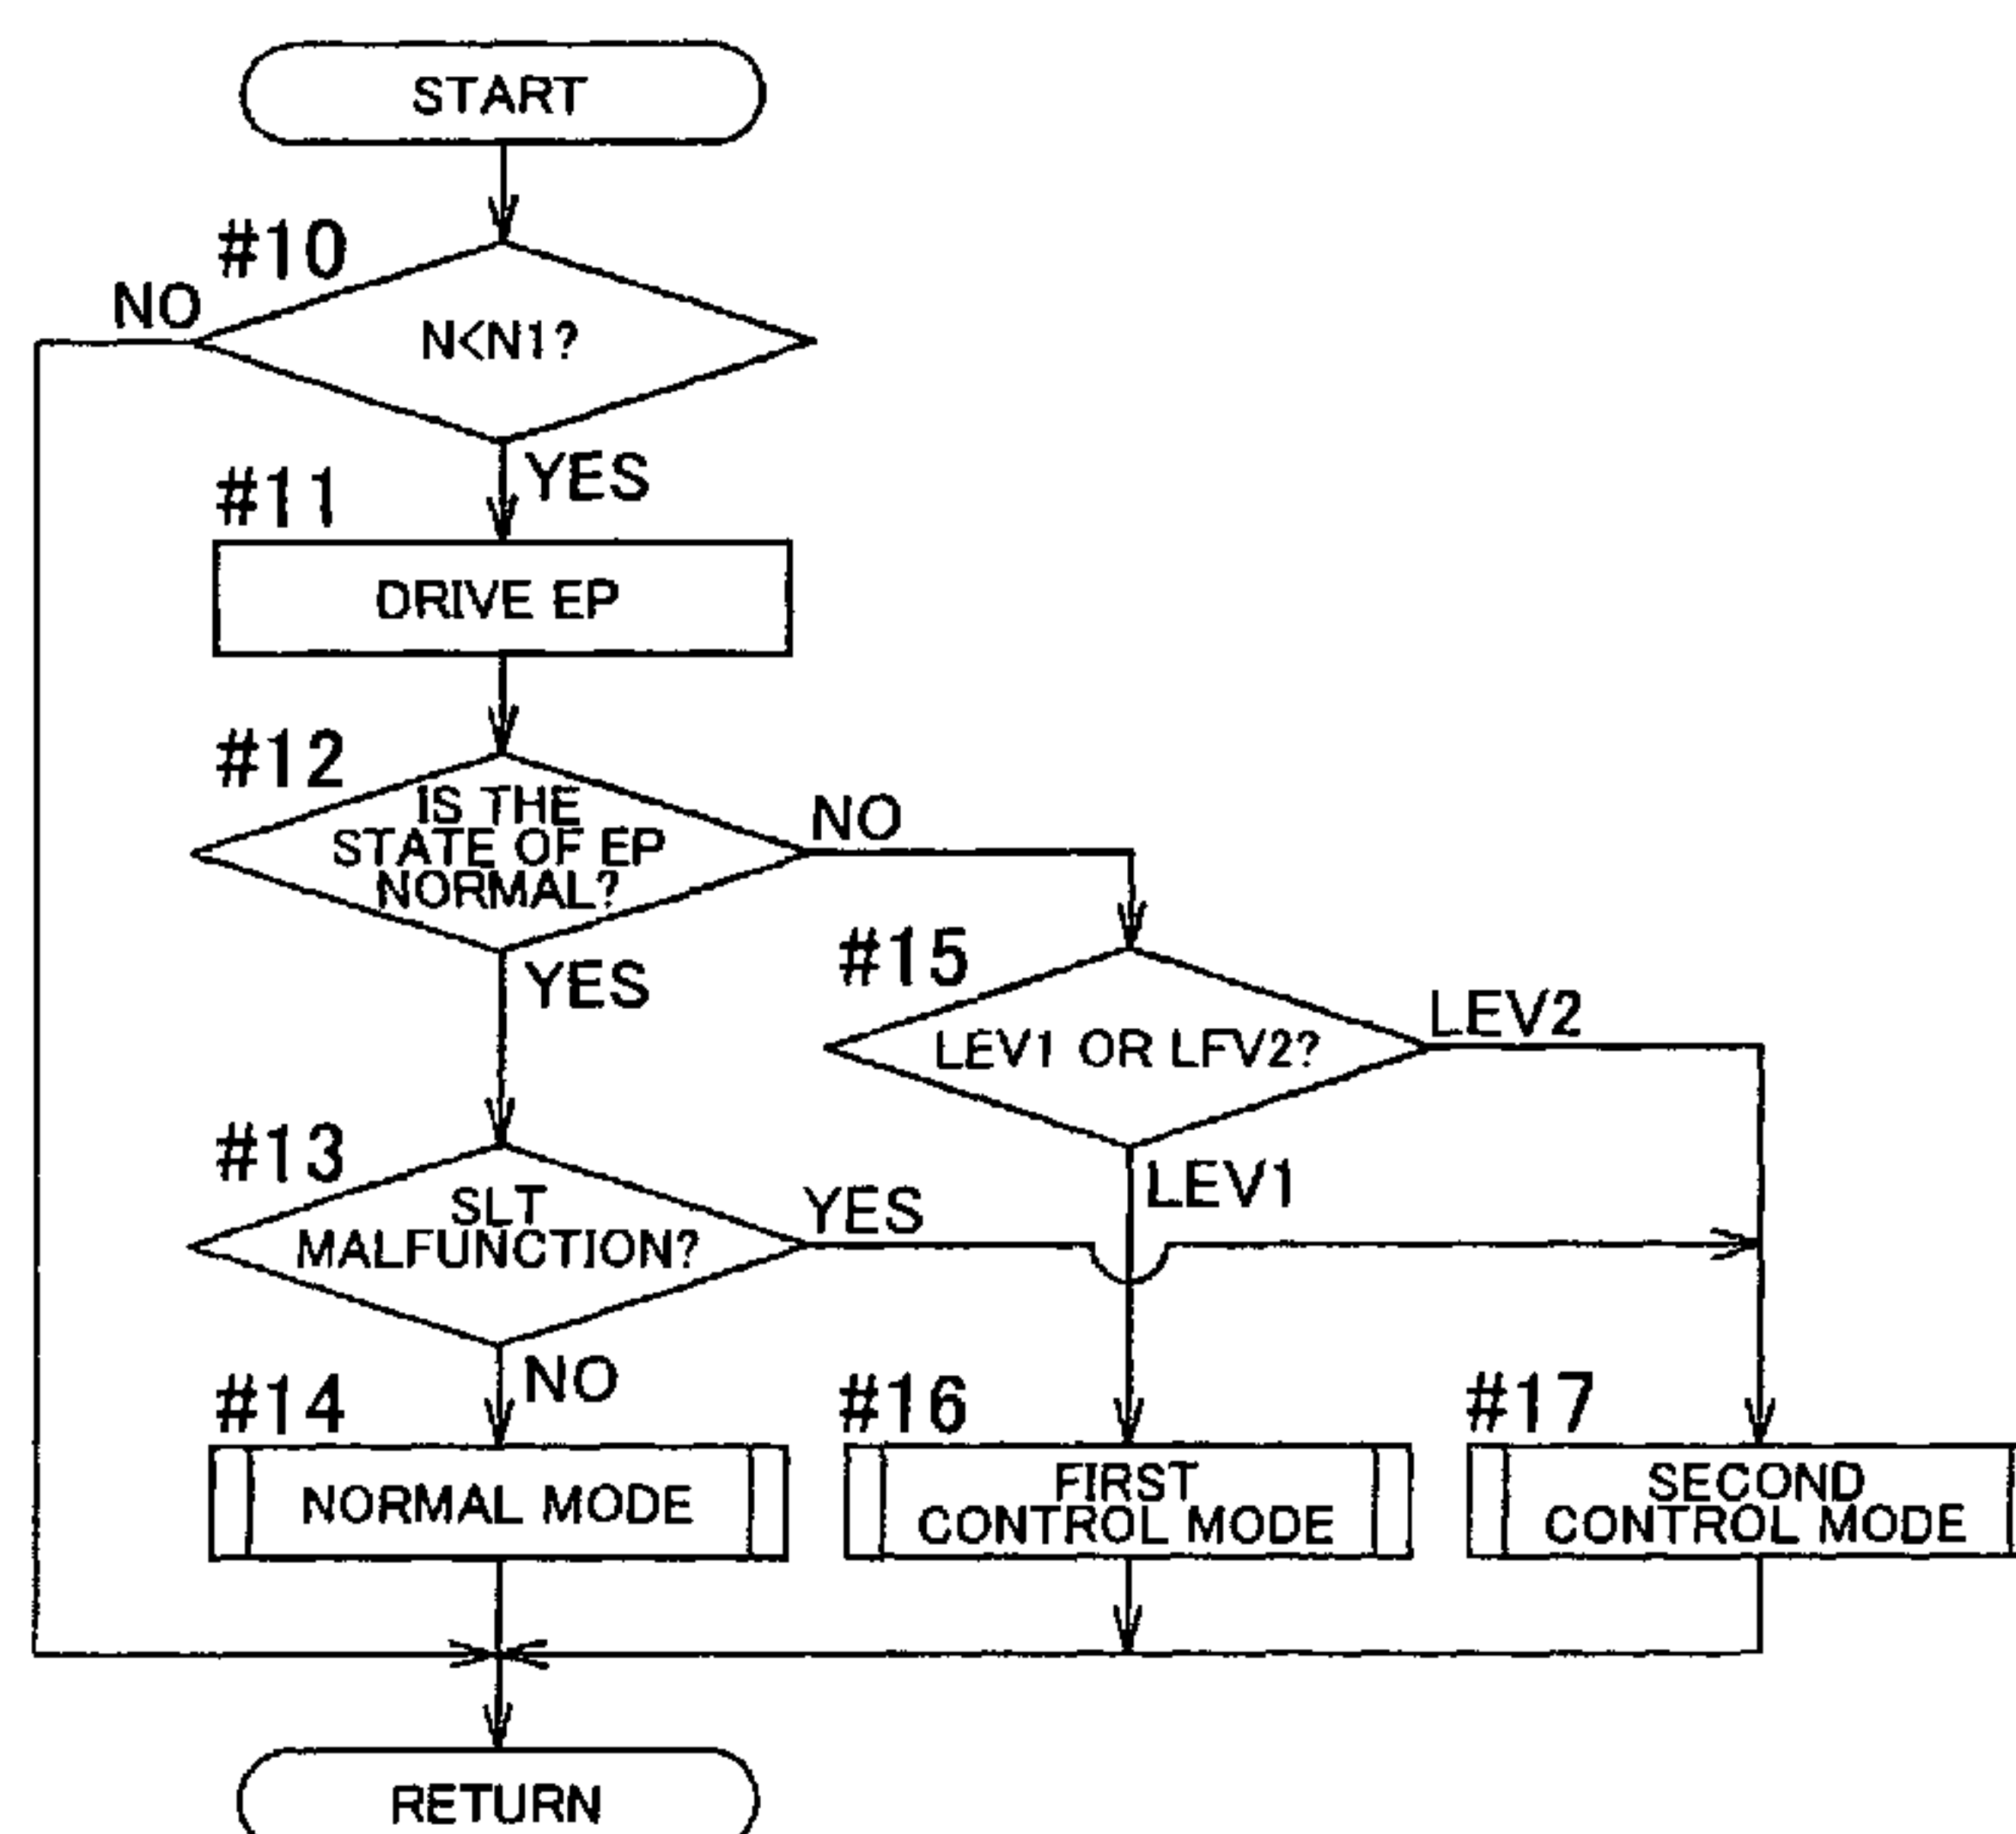 START
#10
NO
N<N1?
YES
#11
DRIVE EP
#12
IS THE
STATE OF EP
NORMAL?
NO
YES
#15
LEV1 OR LFV2?
LEV2
LEV1
#13
SLT
MALFUNCTION?
YES
NO
#14
NORMAL MODE
#16
FIRST
CONTROL MODE
#17
SECOND
CONTROL MODE
RETURN